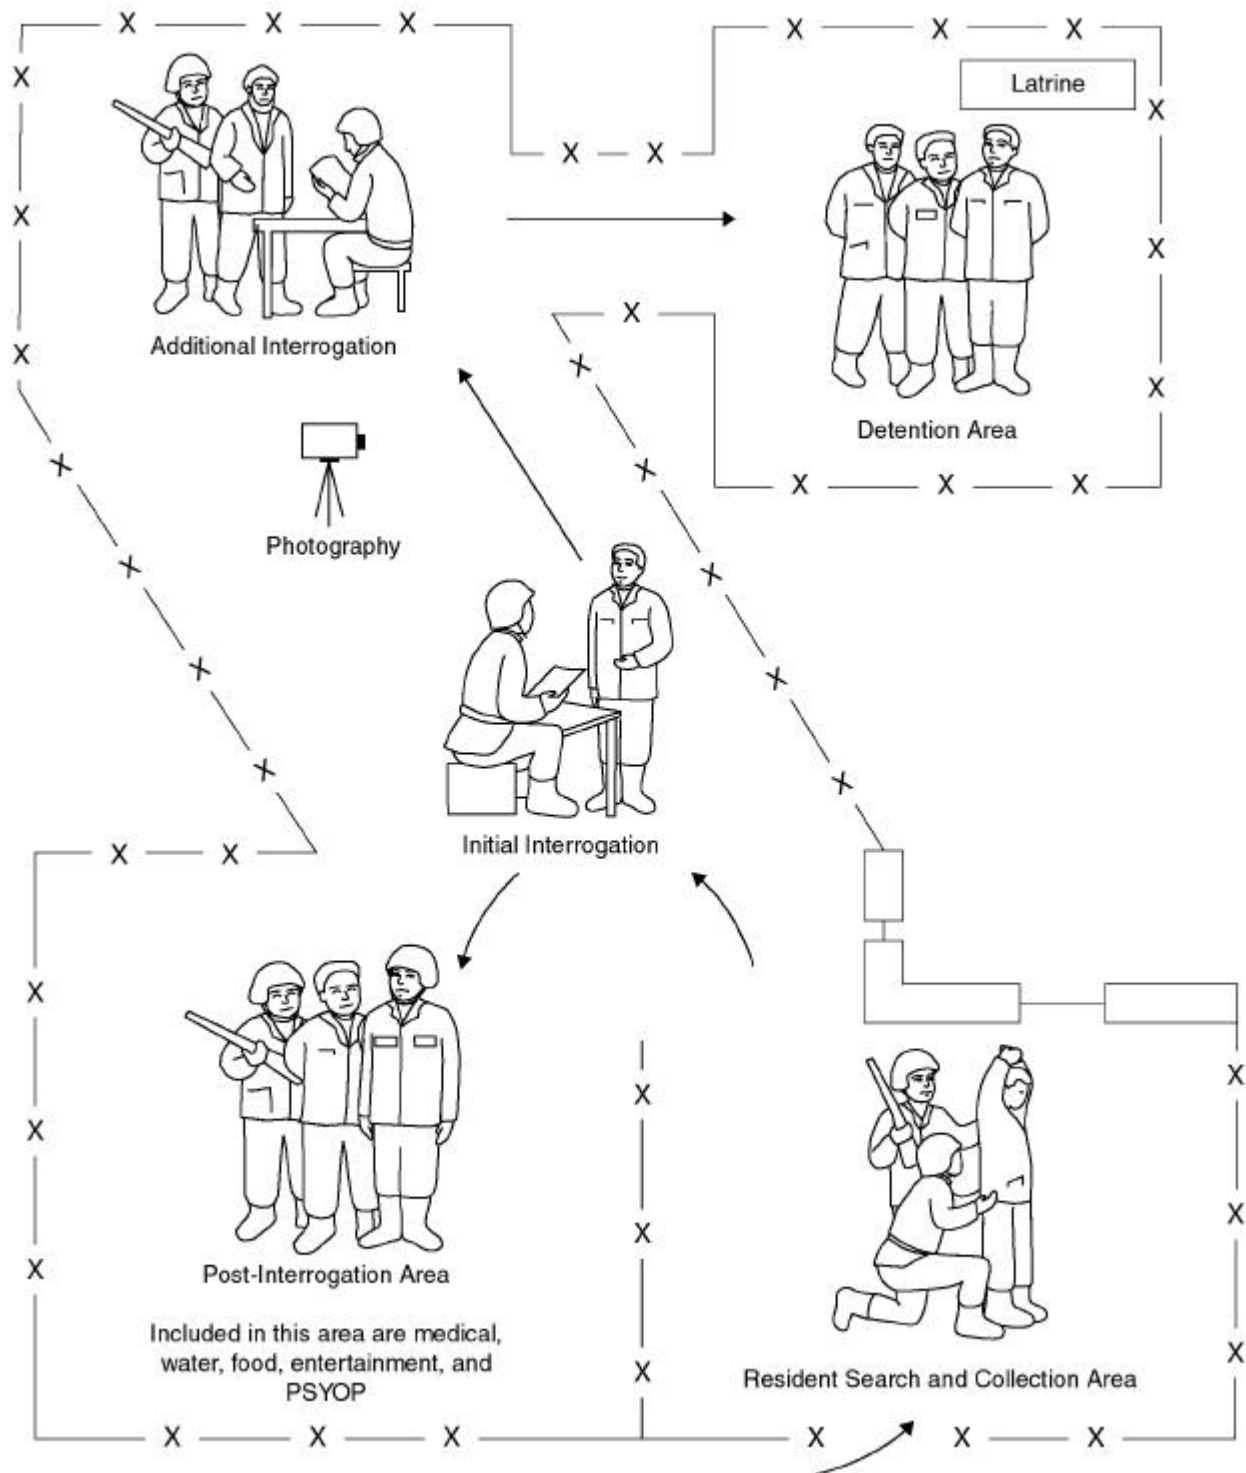 Latrine
Additional Interrogation
Detention Area
Photography
Initial Interrogation
Post-Interrogation Area
Included in this area are medical,
water, food, entertainment, and
PSYOP
Resident Search and Collection Area